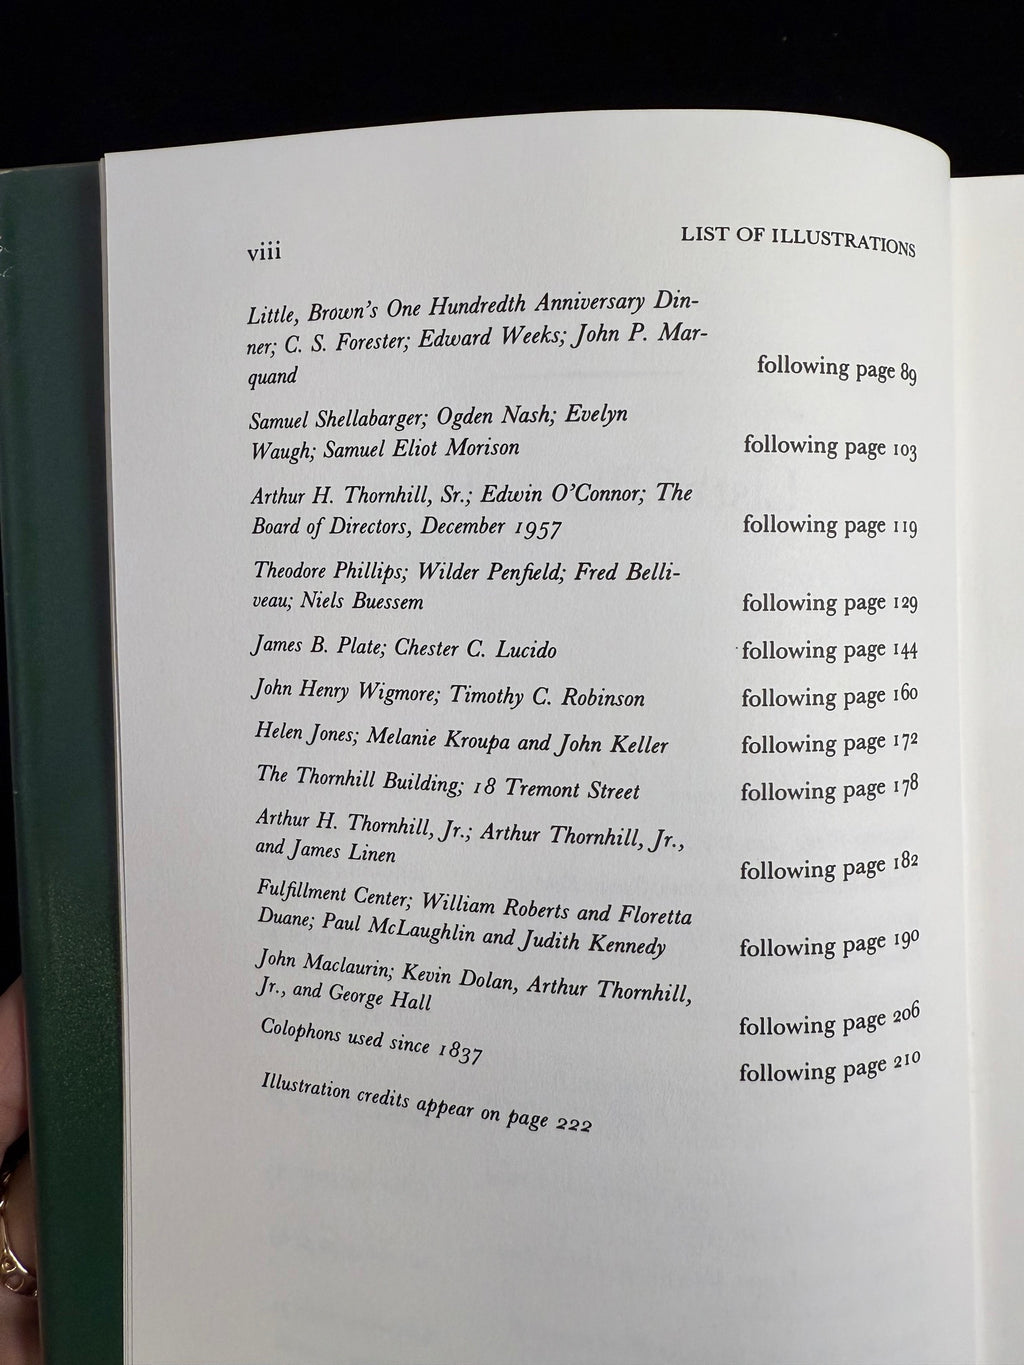 viii LIST OF ILLUSTRATIONS
Little, Brown's One Hundredth Anniversary Din-
ner; C. S. Forester; Edward Weeks; John P. Mar-
quand following page 89
Samuel Shellabarger; Ogden Nash; Evelyn
Waugh; Samuel Eliot Morison following page 103
Arthur H. Thornhill, Sr.; Edwin O'Connor; The
Board of Directors, December 1957 following page 119
Theodore Phillips; Wilder Penfield; Fred Belli-
veau; Niels Buessem following page 129
James B. Plate; Chester C. Lucido following page 144
John Henry Wigmore; Timothy C. Robinson following page 160
Helen Jones; Melanie Kroupa and John Keller following page 172
The Thornhill Building; 18 Tremont Street following page 178
Arthur H. Thornhill, Jr.; Arthur Thornhill, Jr.,
and James Linen following page 182
Fulfillment Center; William Roberts and Floretta
Duane; Paul McLaughlin and Judith Kennedy following page 190
John Maclaurin; Kevin Dolan, Arthur Thornhill,
Jr., and George Hall following page 206
Colophons used since 1837 following page 210
Illustration credits appear on page 222